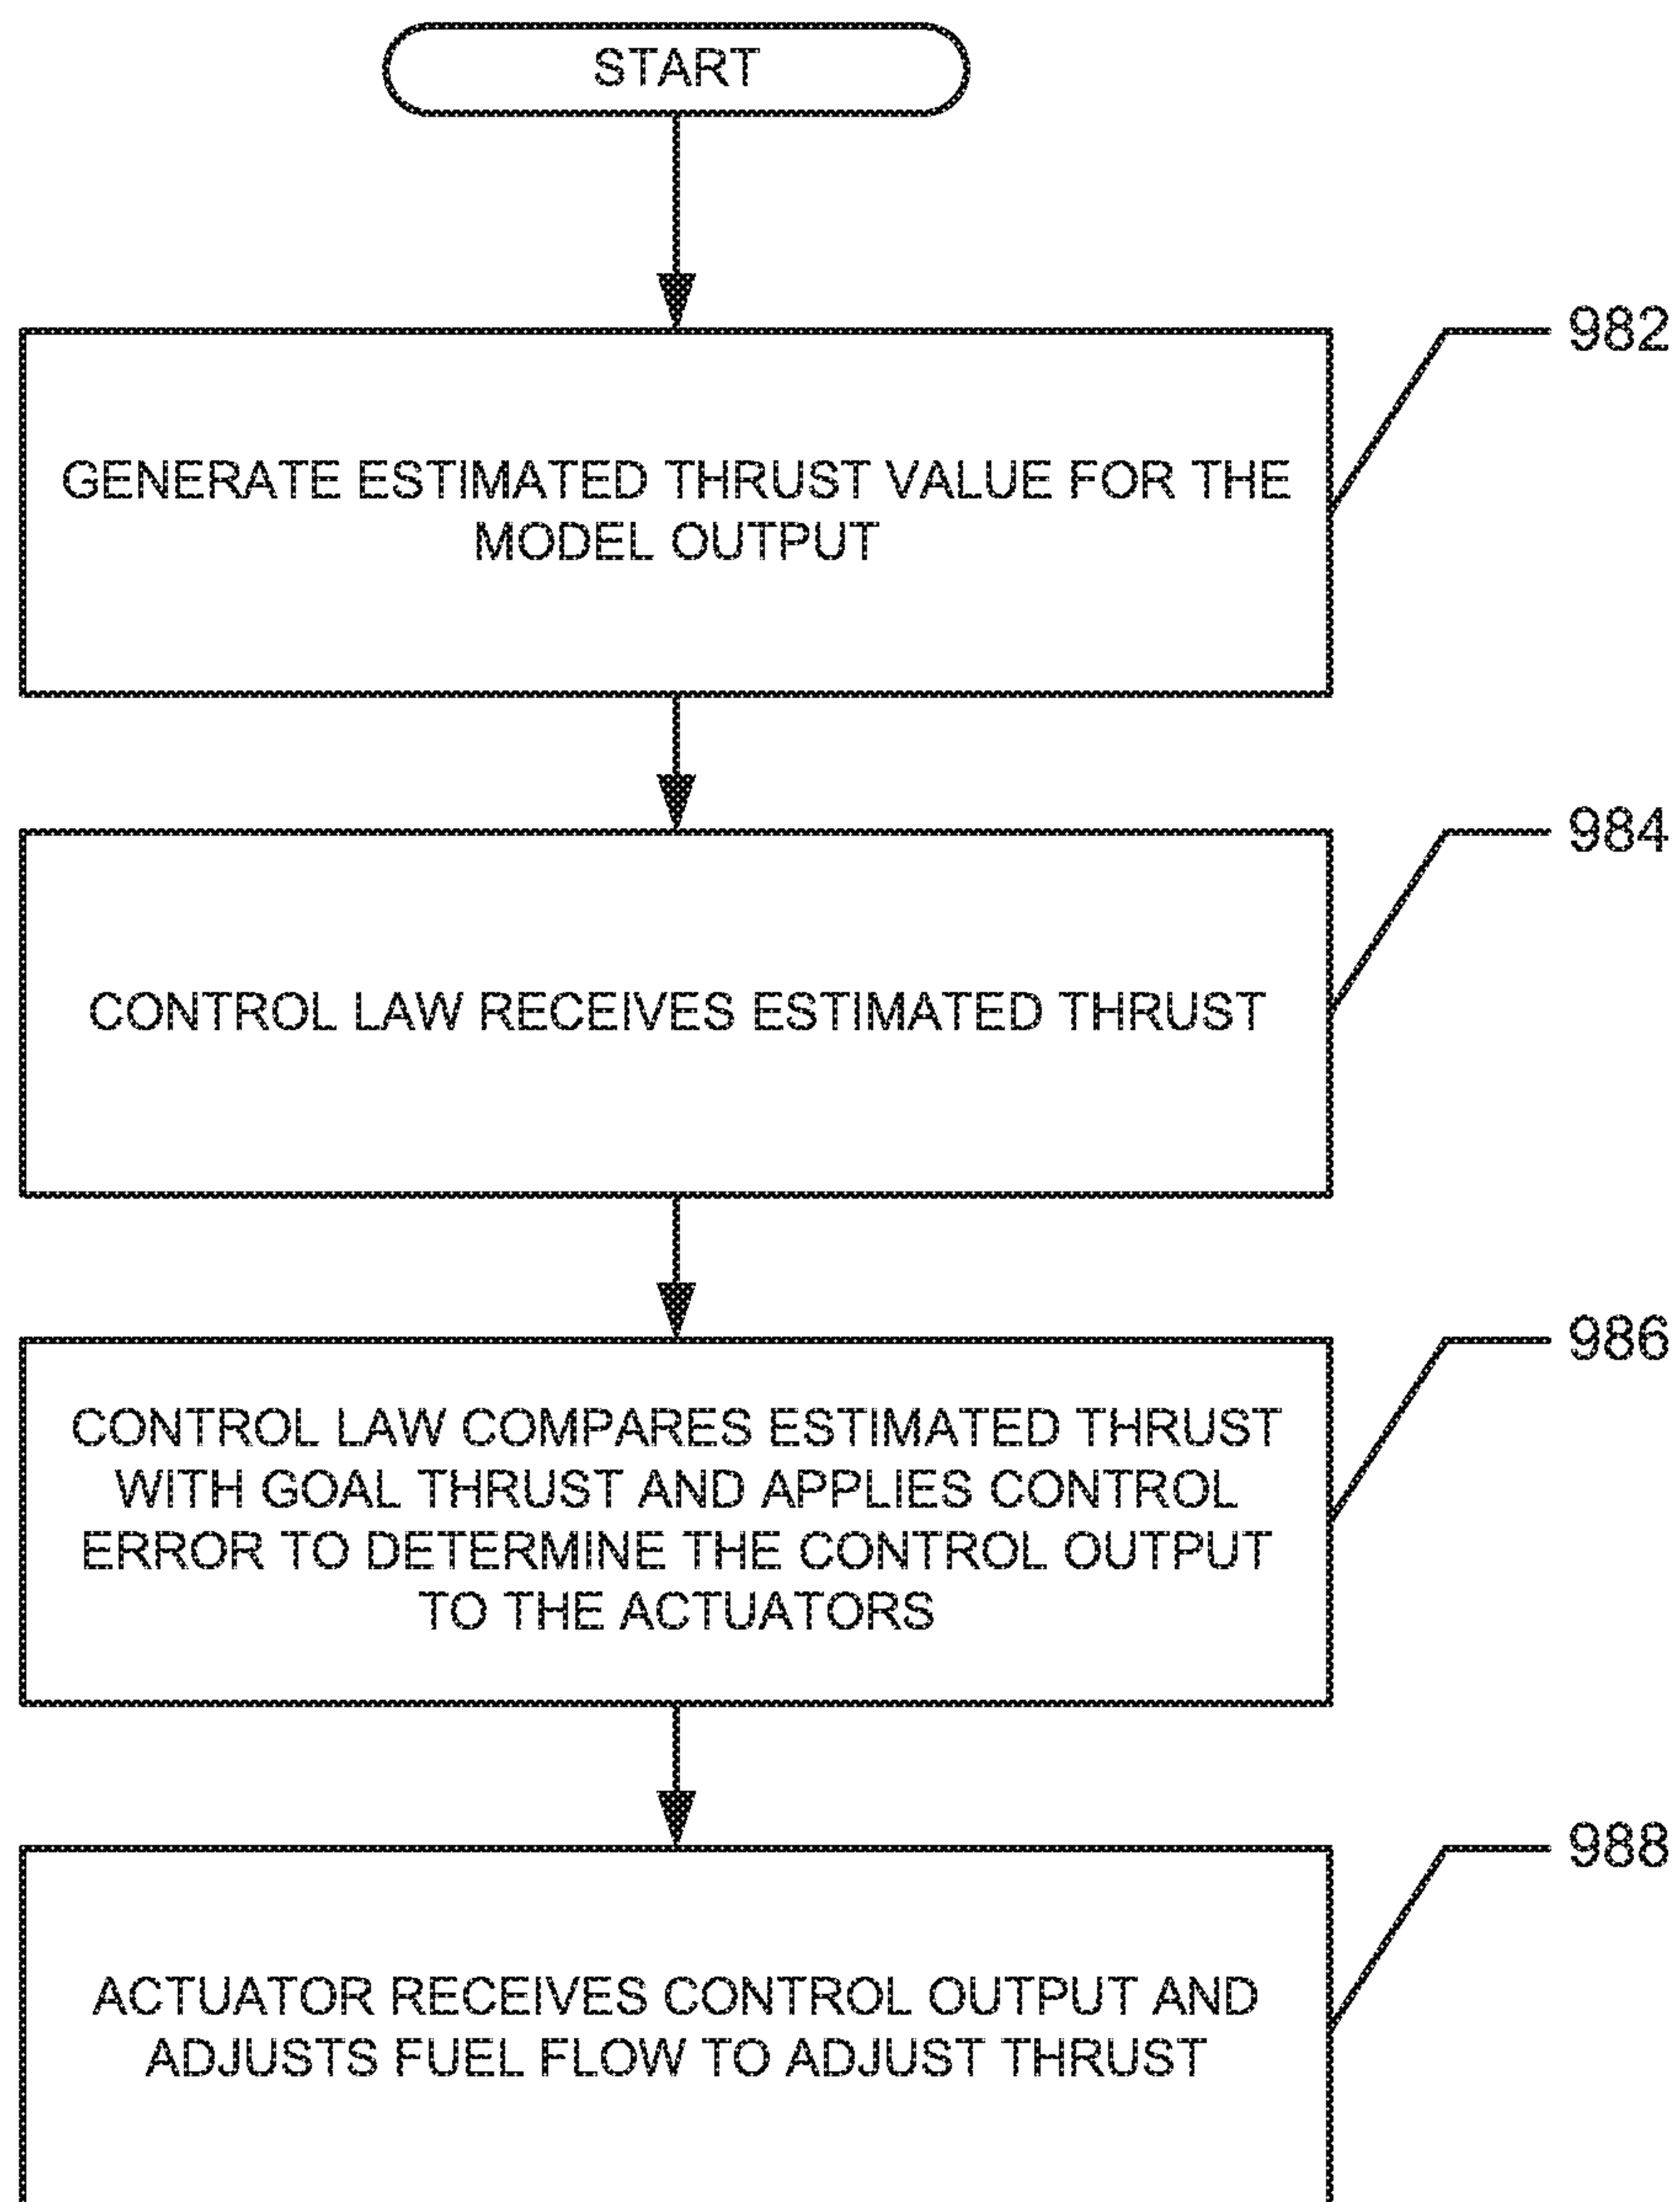 START
982
GENERATE ESTIMATED THRUST VALUE FOR THE
MODEL OUTPUT
984
CONTROL LAW RECEIVES ESTIMATED THRUST
986
CONTROL LAW COMPARES ESTIMATED THRUST
WITH GOAL THRUST AND APPLIES CONTROL
ERROR TO DETERMINE THE CONTROL OUTPUT
TO THE ACTUATORS
988
ACTUATOR RECEIVES CONTROL OUTPUT AND
ADJUSTS FUEL FLOW TO ADJUST THRUST